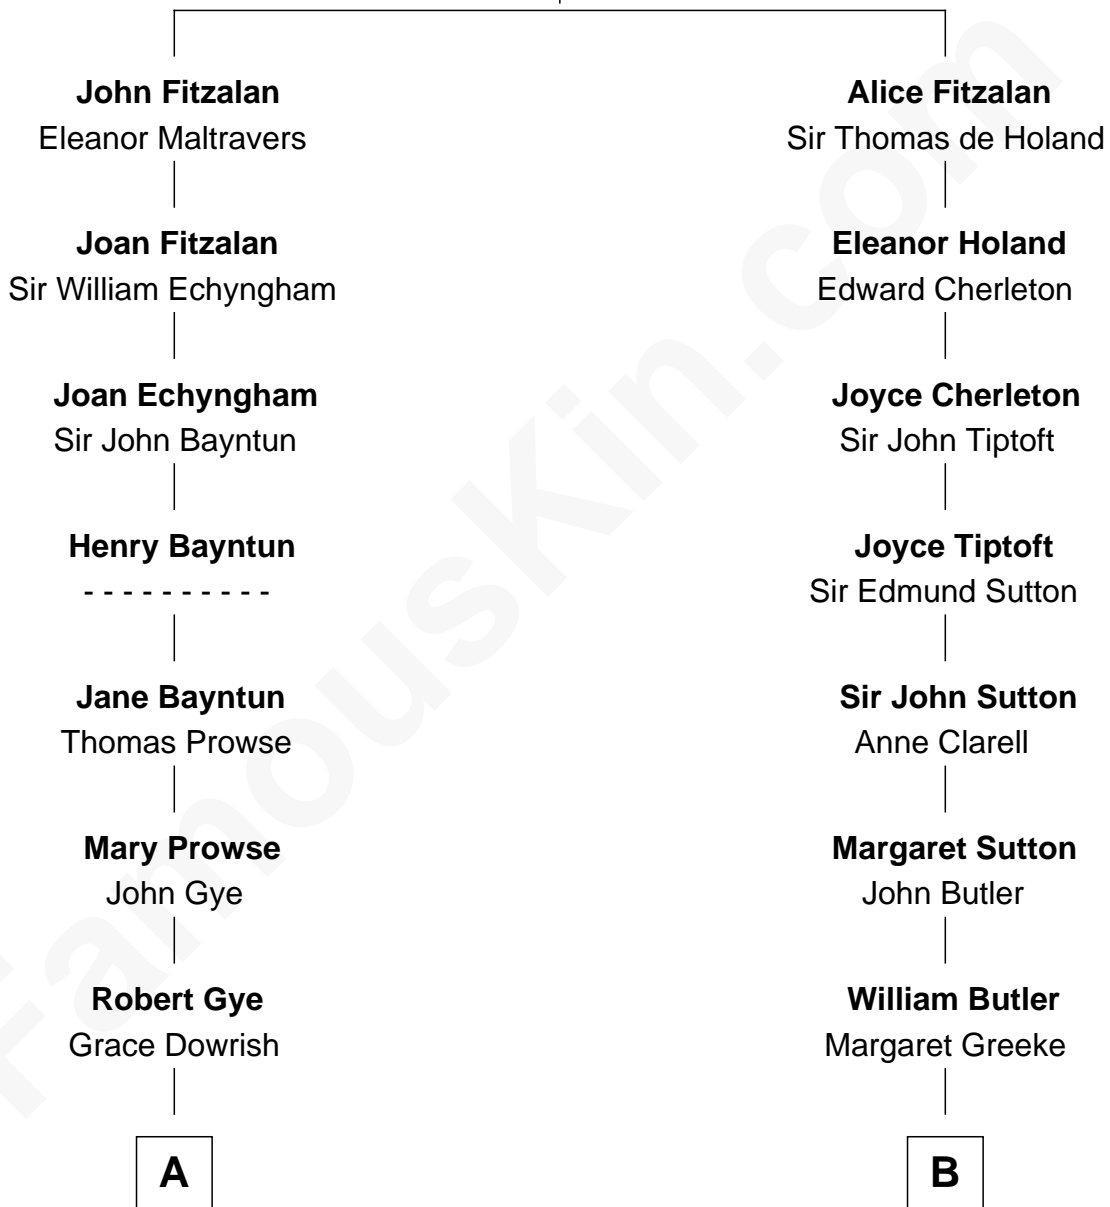 John Fitzalan
Eleanor Maltravers
Joan Fitzalan
Sir William Echyngham
Joan Echyngham
Sir John Bayntun
Henry Bayntun
- - - - - - - - - -
Jane Bayntun
Thomas Prowse
Mary Prowse
John Gye
Robert Gye
Grace Dowrish
A
Alice Fitzalan
Sir Thomas de Holand
Eleanor Holand
Edward Cherleton
Joyce Cherleton
Sir John Tiptoft
Joyce Tiptoft
Sir Edmund Sutton
Sir John Sutton
Anne Clarell
Margaret Sutton
John Butler
William Butler
Margaret Greeke
B
FamousKin.com